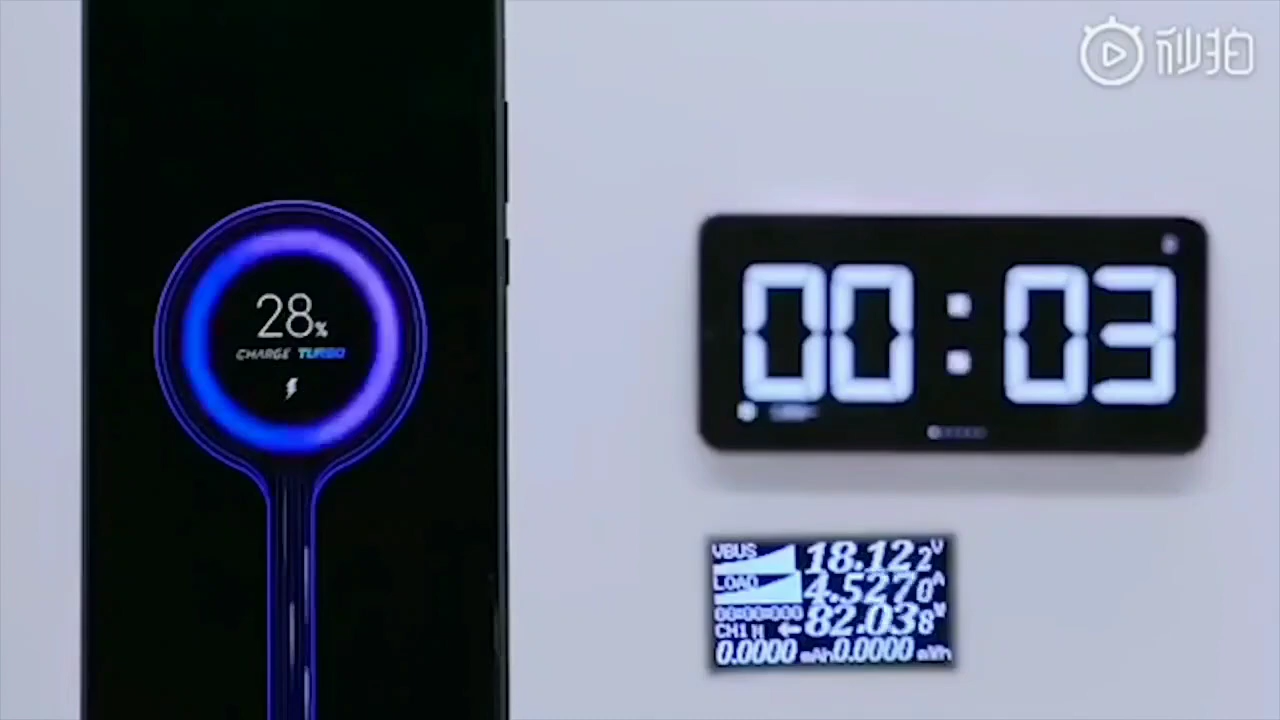 秒拍
28%
CHARGE TURBO
00:03
VBUS 18.122V
LOAD 4.5270A
00:00:000 82.038W
CH1
0.0000 mAh 0.0000 mWh